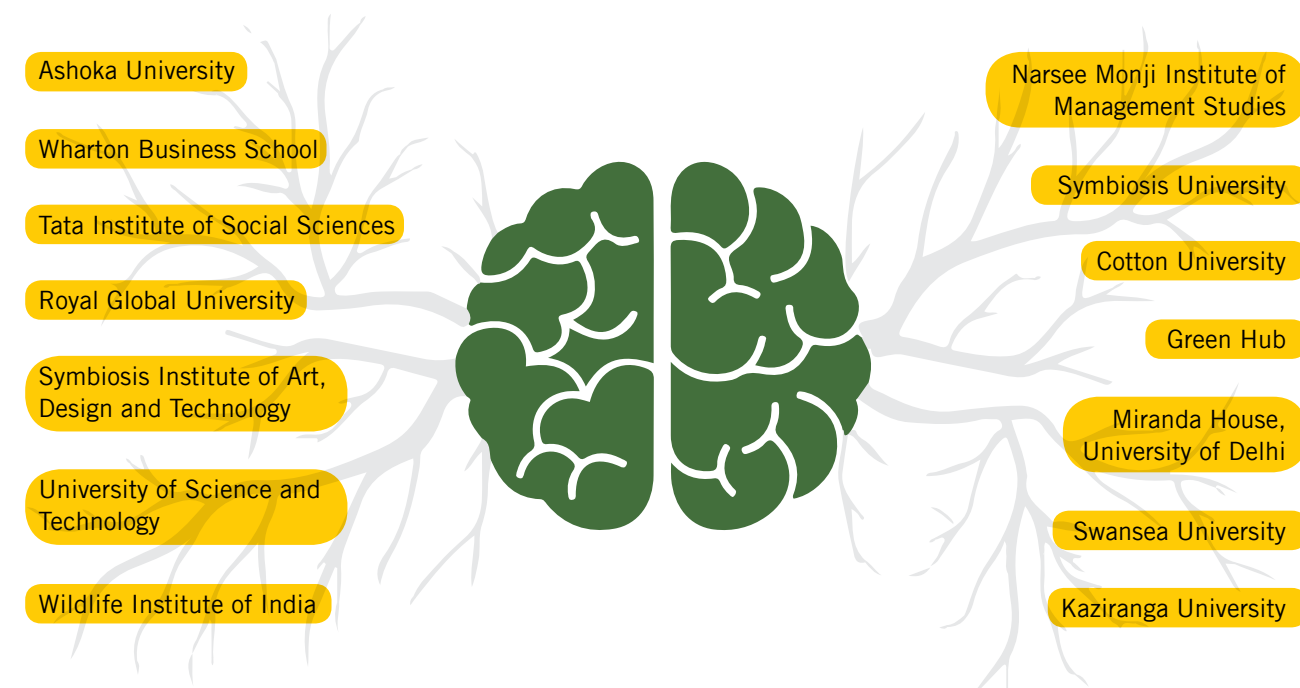 Ashoka University
Wharton Business School
Tata Institute of Social Sciences
Royal Global University
Symbiosis Institute of Art,
Design and Technology
University of Science and
Technology
Wildlife Institute of India
Narsee Monji Institute of
Management Studies
Symbiosis University
Cotton University
Green Hub
Miranda House,
University of Delhi
Swansea University
Kaziranga University